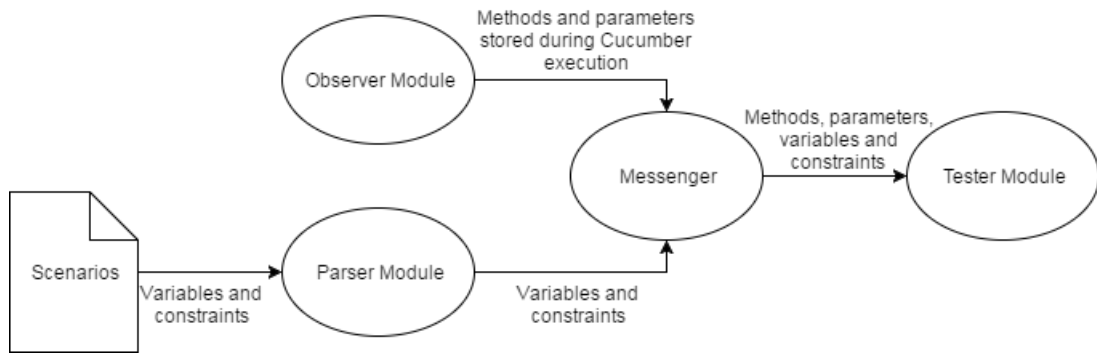 Methods and parameters
stored during Cucumber
execution
Observer Module
Methods, parameters,
variables and
constraints
Messenger
Tester Module
Scenarios
Variables and
constraints
Parser Module
Variables and
constraints